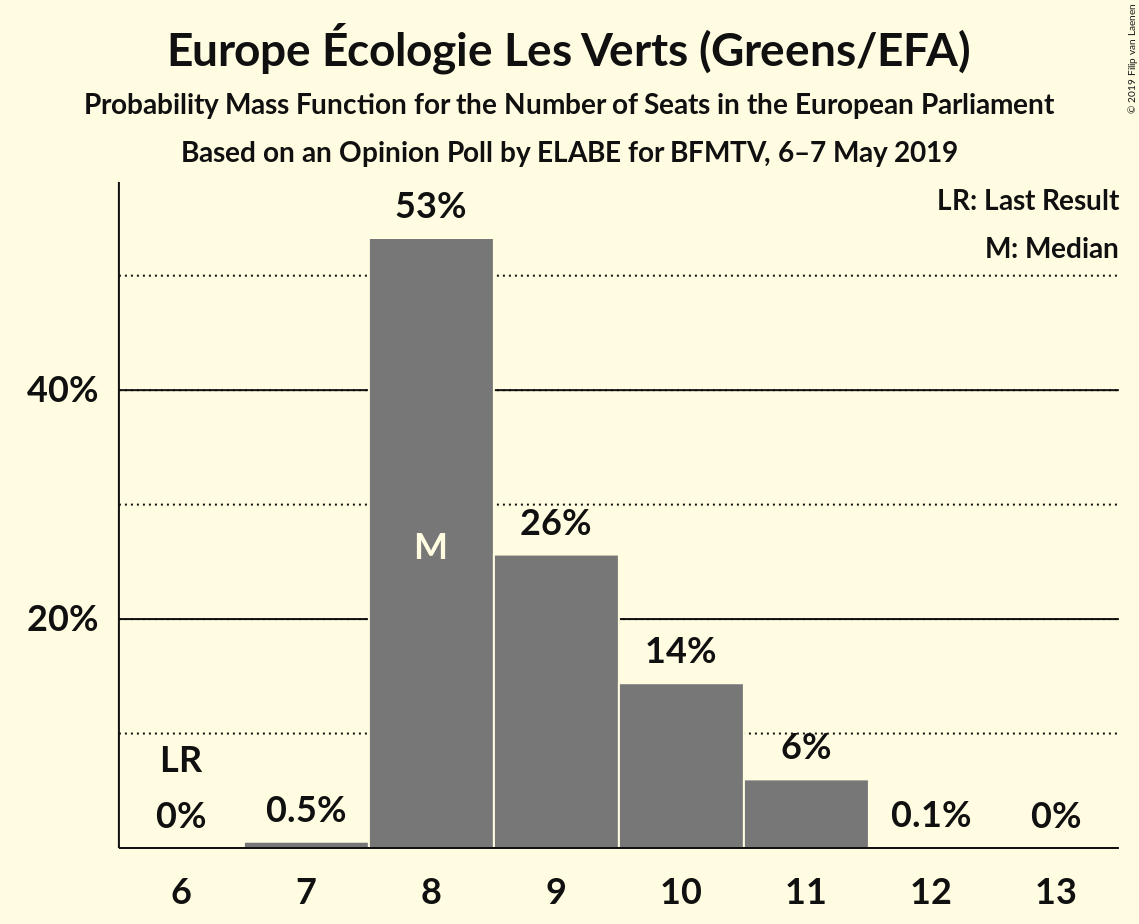 Europe Écologie Les Verts (Greens/EFA)
Probability Mass Function for the Number of Seats in the European Parliament
Based on an Opinion Poll by ELABE for BFMTV, 6–7 May 2019
© 2019 Filip van Laenen
LR: Last Result
M: Median
53%
40%
M
26%
20%
14%
6%
LR
0%
0.5%
0.1%
0%
6 7 8 9 10 11 12 13